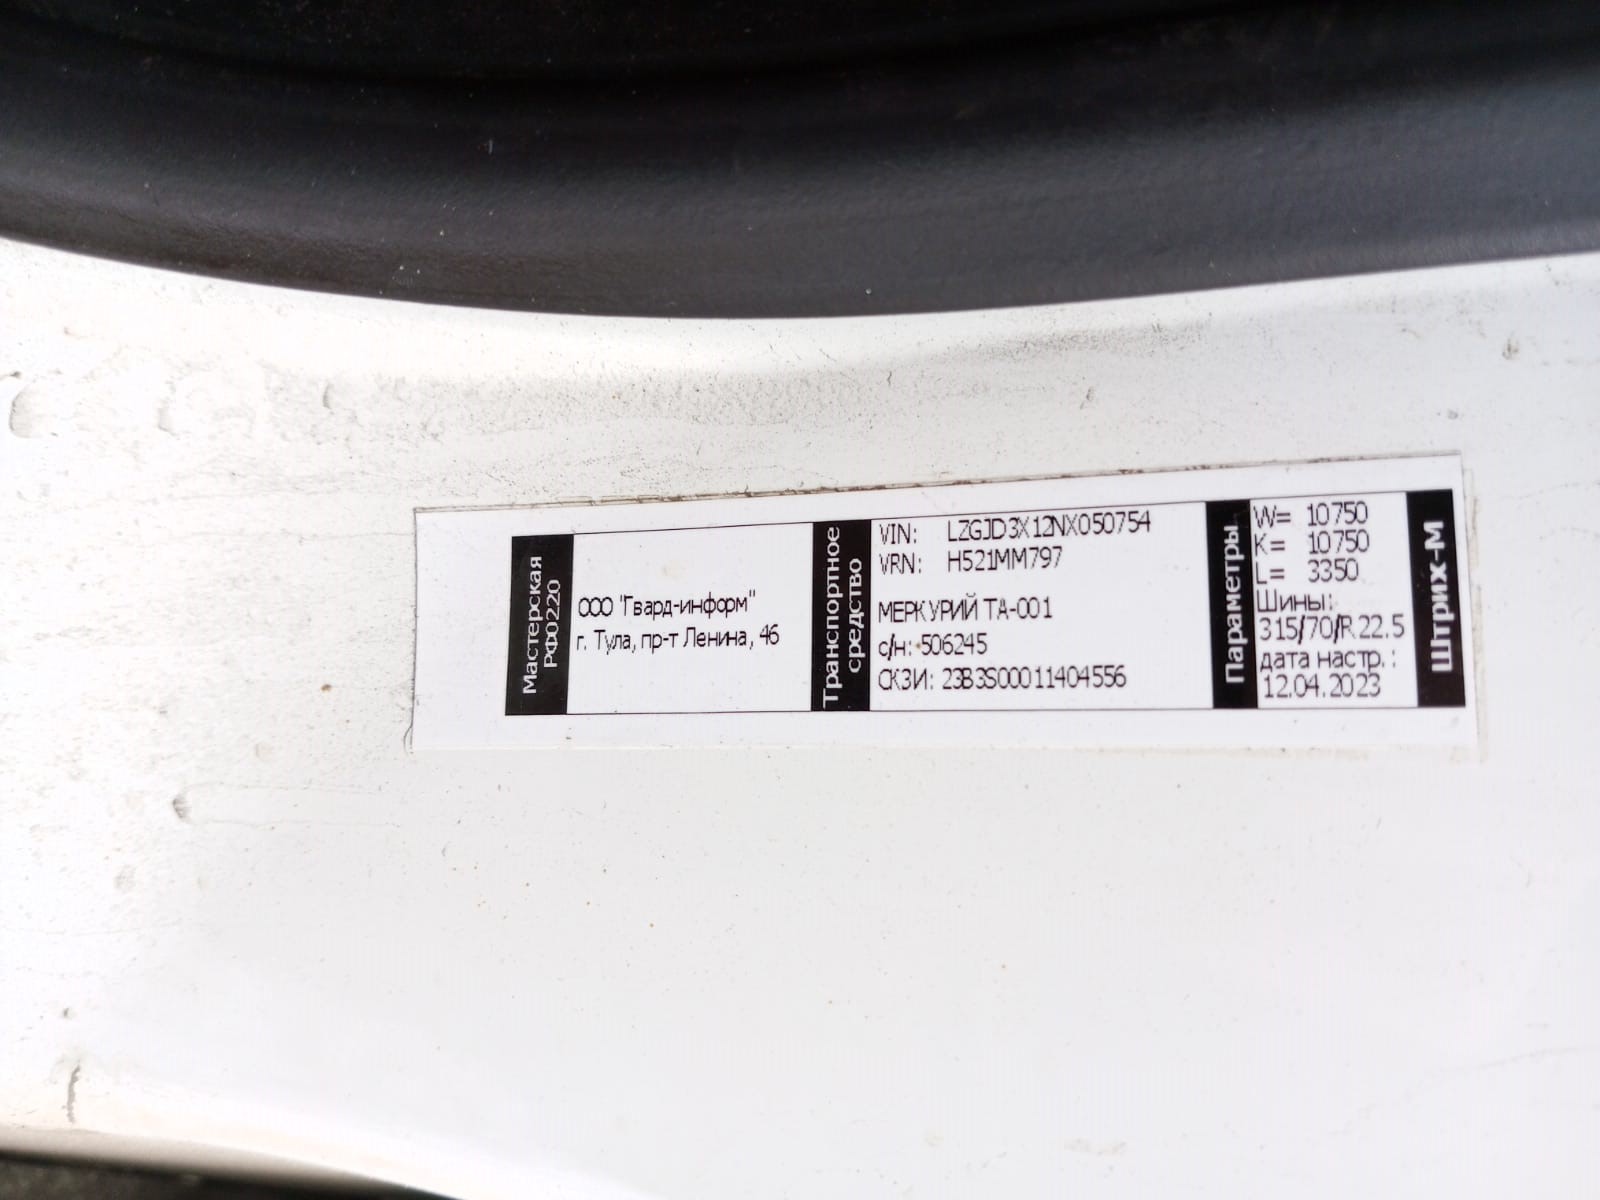 Мастерская
РФ0220
ООО "Гвард-информ"
г. Тула, пр-т Ленина, 46
Транспортное
средство
VIN: LZGJD3X12NX050754
VRN: H521MM797
МЕРКУРИЙ ТА-001
с/н: 506245
СКЗИ: 23B3S00011404556
Параметры
W= 10750
K= 10750
L= 3350
Шины:
315/70/R22.5
дата настр.:
12.04.2023
Штрих-М